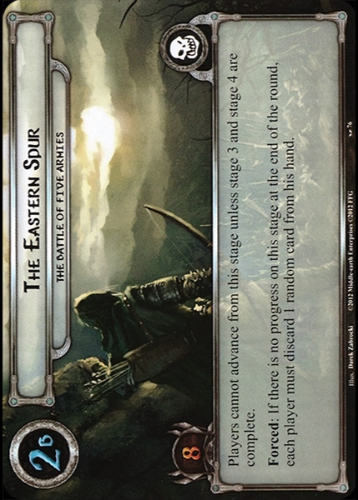 2B
THE EASTERN SPUR
THE BATTLE OF FIVE ARMIES
8
Players cannot advance from this stage unless stage 3 and stage 4 are
complete.
Forced: If there is no progress on this stage at the end of the round,
each player must discard 1 random card from his hand.
Illus. Darek Zabrocki ©2012 Middle-earth Enterprises ©2012 FFG 76